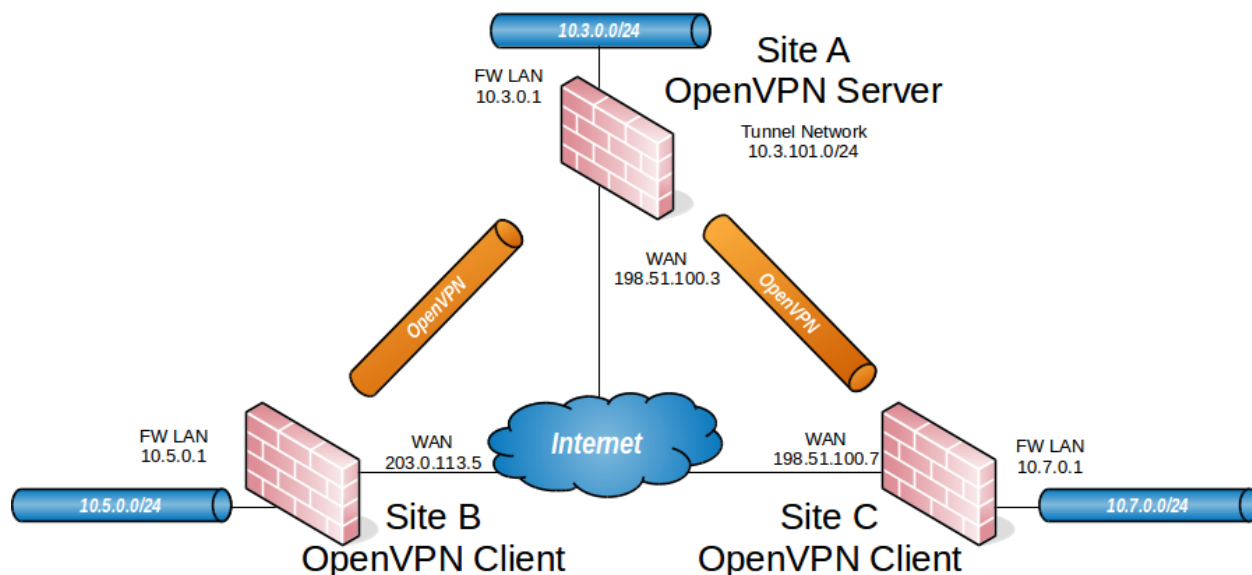 10.3.0.0/24
Site A
OpenVPN Server
FW LAN
10.3.0.1
Tunnel Network
10.3.101.0/24
WAN
198.51.100.3
OpenVPN
OpenVPN
FW LAN
10.5.0.1
WAN
203.0.113.5
Internet
WAN
198.51.100.7
FW LAN
10.7.0.1
10.5.0.0/24
Site B
OpenVPN Client
Site C
OpenVPN Client
10.7.0.0/24